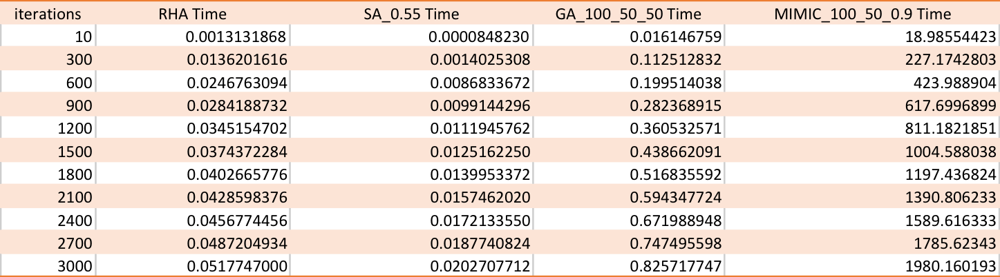 iterations RHA Time SA_0.55 Time GA_100_50_50 Time MIMIC_100_50_0.9 Time
10 0.0013131868 0.0000848230 0.016146759 18.98554423
300 0.0136201616 0.0014025308 0.112512832 227.1742803
600 0.0246763094 0.0086833672 0.199514038 423.988904
900 0.0284188732 0.0099144296 0.282368915 617.6996899
1200 0.0345154702 0.0111945762 0.360532571 811.1821851
1500 0.0374372284 0.0125162250 0.438662091 1004.588038
1800 0.0402665776 0.0139953372 0.516835592 1197.436824
2100 0.0428598376 0.0157462020 0.594347724 1390.806233
2400 0.0456774456 0.0172133550 0.671988948 1589.616333
2700 0.0487204934 0.0187740824 0.747495598 1785.62343
3000 0.0517747000 0.0202707712 0.825717747 1980.160193